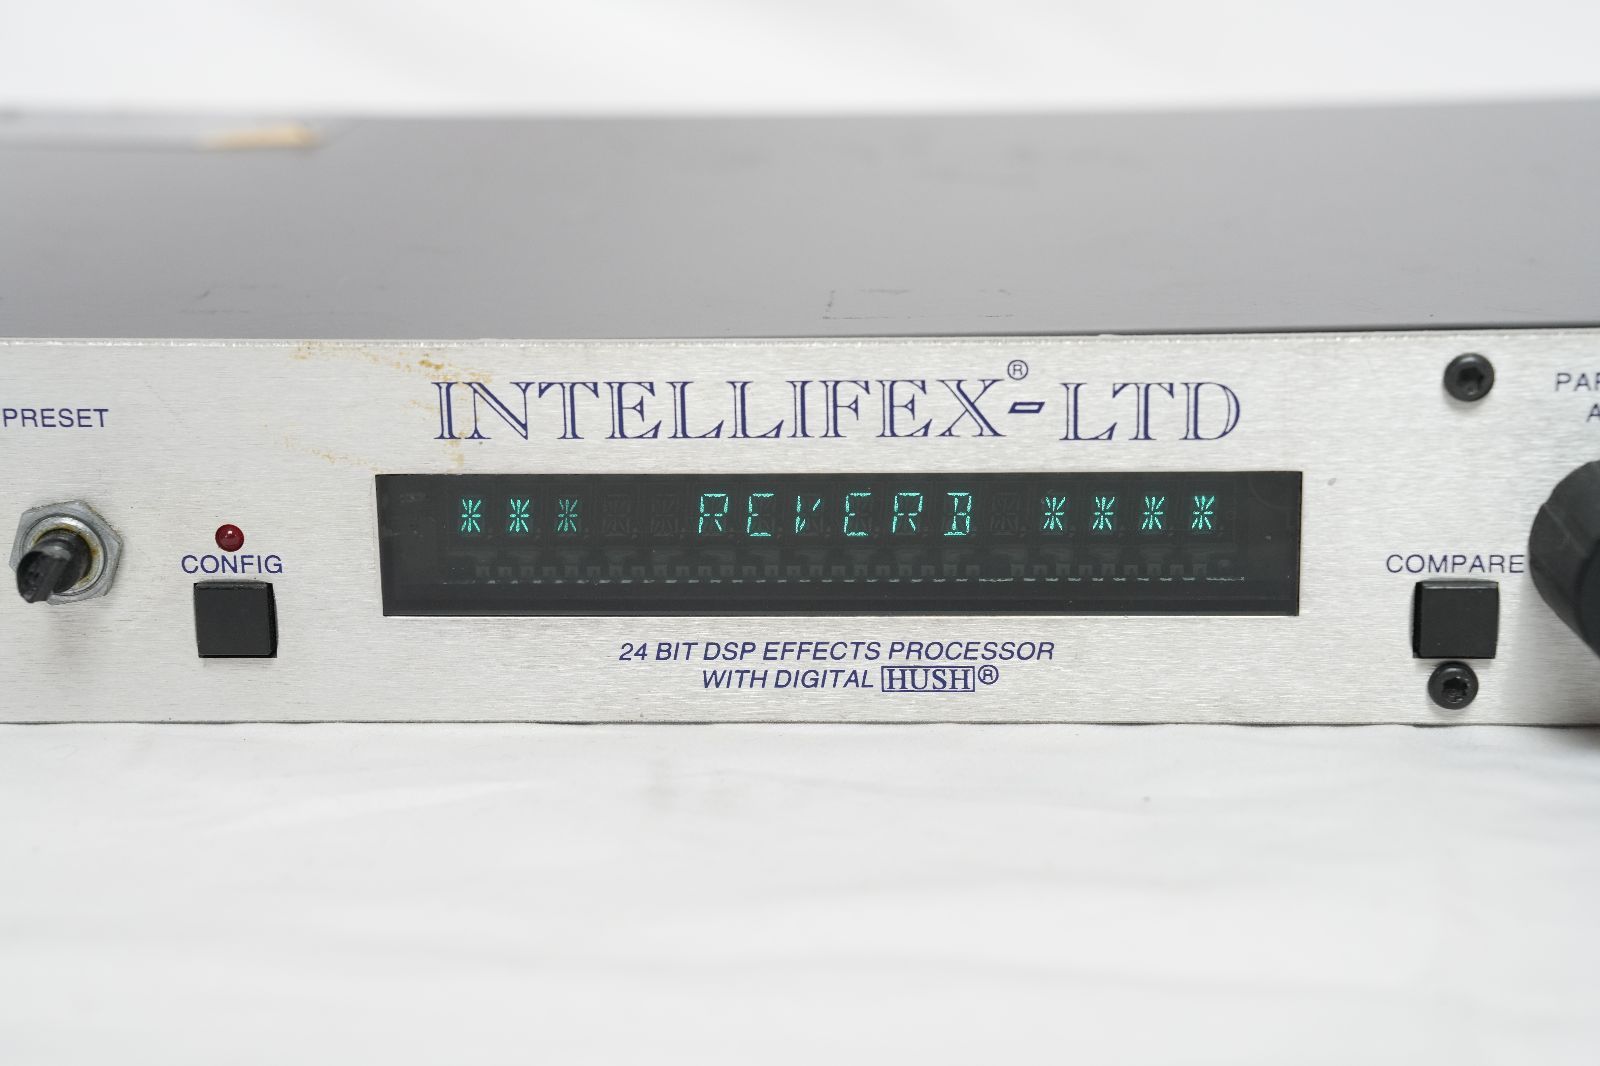 PRESET
INTELLIFEX®-LTD
*** REVERB ****
CONFIG
COMPARE
24 BIT DSP EFFECTS PROCESSOR
WITH DIGITAL HUSH®